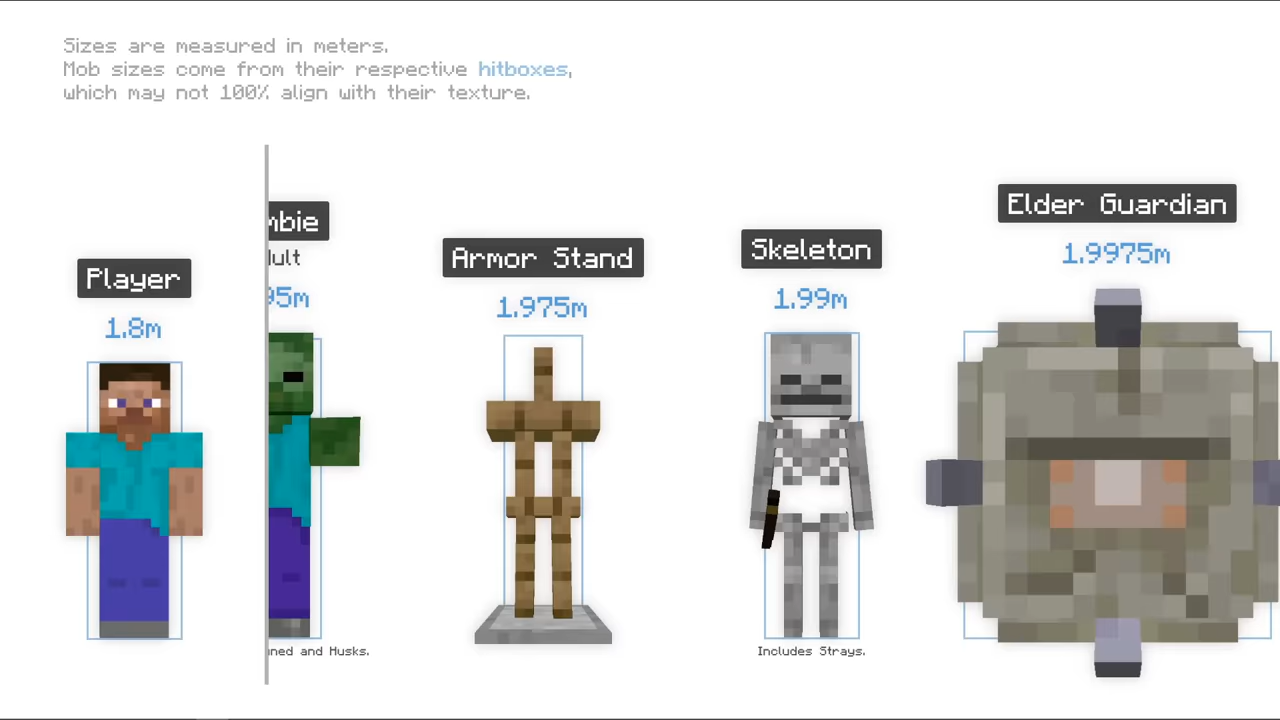 Sizes are measured in meters.
Mob sizes come from their respective hitboxes,
which may not 100% align with their texture.
Player
1.8m
mbie
dult
95m
ned and Husks.
Armor Stand
1.975m
Skeleton
1.99m
Includes Strays.
Elder Guardian
1.9975m